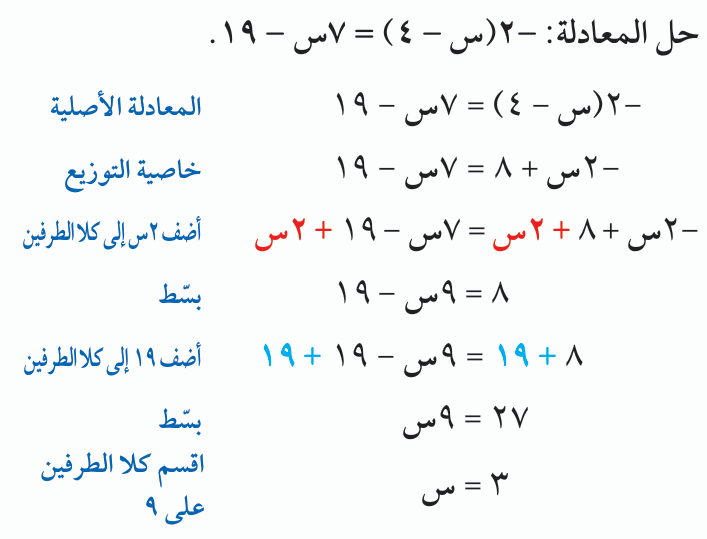 حل المعادلة: −٢(س − ٤) = ٧س − ١٩.
−٢(س − ٤) = ٧س − ١٩ المعادلة الأصلية
−٢س + ٨ = ٧س − ١٩ خاصية التوزيع
−٢س + ٨ + ٢س = ٧س − ١٩ + ٢س أضف ٢س إلى كلا الطرفين
٨ = ٩س − ١٩ بسّط
٨ + ١٩ = ٩س − ١٩ + ١٩ أضف ١٩ إلى كلا الطرفين
٢٧ = ٩س بسّط
٣ = س اقسم كلا الطرفين
على ٩